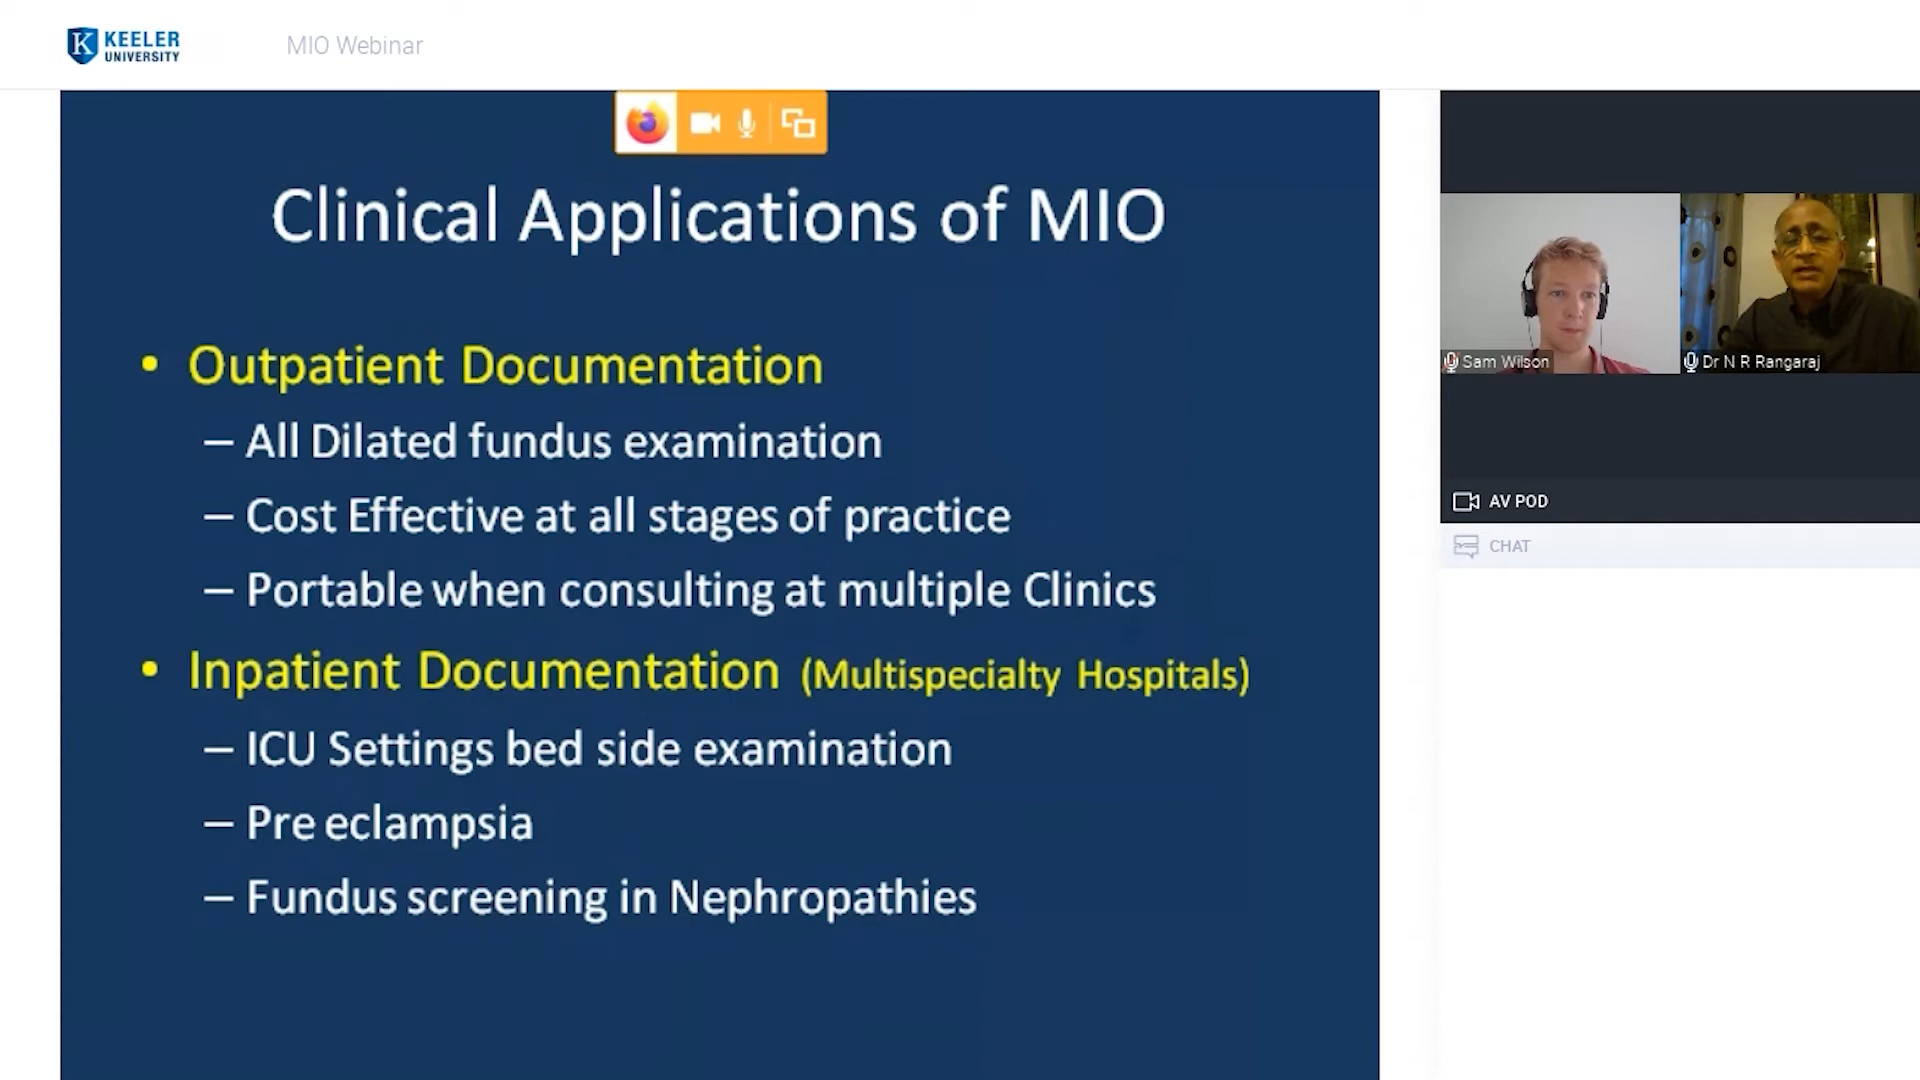 KEELER
UNIVERSITY
MIO Webinar
Clinical Applications of MIO
• Outpatient Documentation
– All Dilated fundus examination
– Cost Effective at all stages of practice
– Portable when consulting at multiple Clinics
• Inpatient Documentation (Multispecialty Hospitals)
– ICU Settings bed side examination
– Pre eclampsia
– Fundus screening in Nephropathies
Sam Wilson
Dr N R Rangaraj
AV POD
CHAT